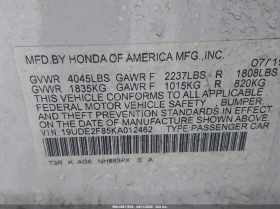 MFD.BY HONDA OF AMERICA MFG.,INC. 07/1
GVWR 4045LBS GAWR F 2237LBS R 1808LBS
GVWR 1835KG GAWR F 1015KG R 820KG
THIS VEHICLE CONFORMS TO ALL APPLICABLE
FEDERAL MOTOR VEHICLE SAFETY, BUMPER,
AND THEFT PREVENTION STANDARDS IN EFFECT
ON THE DATE OF MANUFACTURE SHOWN ABOVE.
V.I.N.: 19UDE2F85KA012462 TYPE:PASSENGER CAR
NH883PX